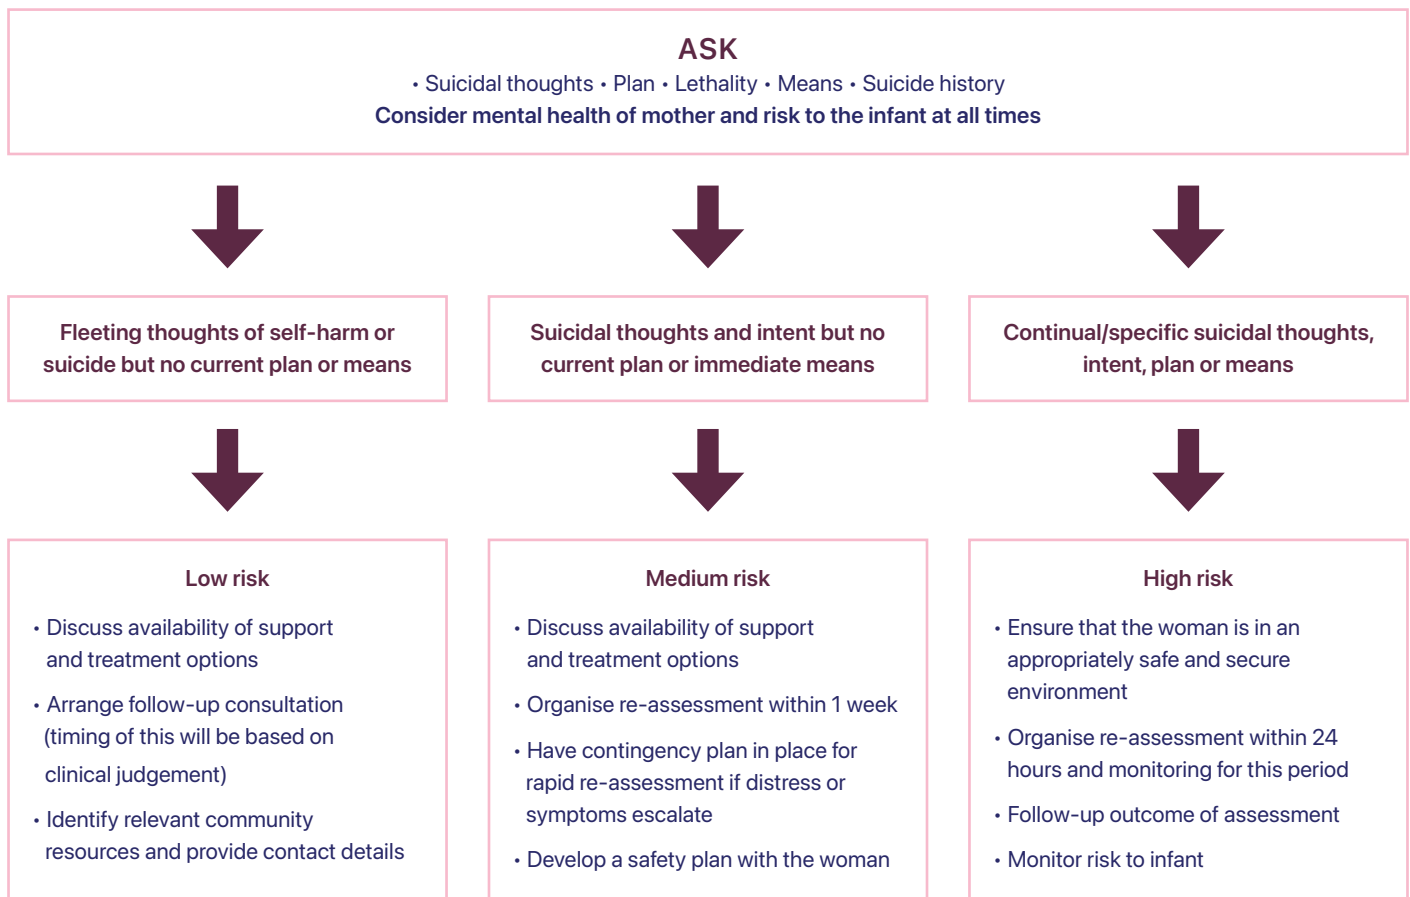 ASK
• Suicidal thoughts • Plan • Lethality • Means • Suicide history
Consider mental health of mother and risk to the infant at all times
Fleeting thoughts of self-harm or
suicide but no current plan or means
Suicidal thoughts and intent but no
current plan or immediate means
Continual/specific suicidal thoughts,
intent, plan or means
Low risk
• Discuss availability of support
and treatment options
• Arrange follow-up consultation
(timing of this will be based on
clinical judgement)
• Identify relevant community
resources and provide contact details
Medium risk
• Discuss availability of support
and treatment options
• Organise re-assessment within 1 week
• Have contingency plan in place for
rapid re-assessment if distress or
symptoms escalate
• Develop a safety plan with the woman
High risk
• Ensure that the woman is in an
appropriately safe and secure
environment
• Organise re-assessment within 24
hours and monitoring for this period
• Follow-up outcome of assessment
• Monitor risk to infant